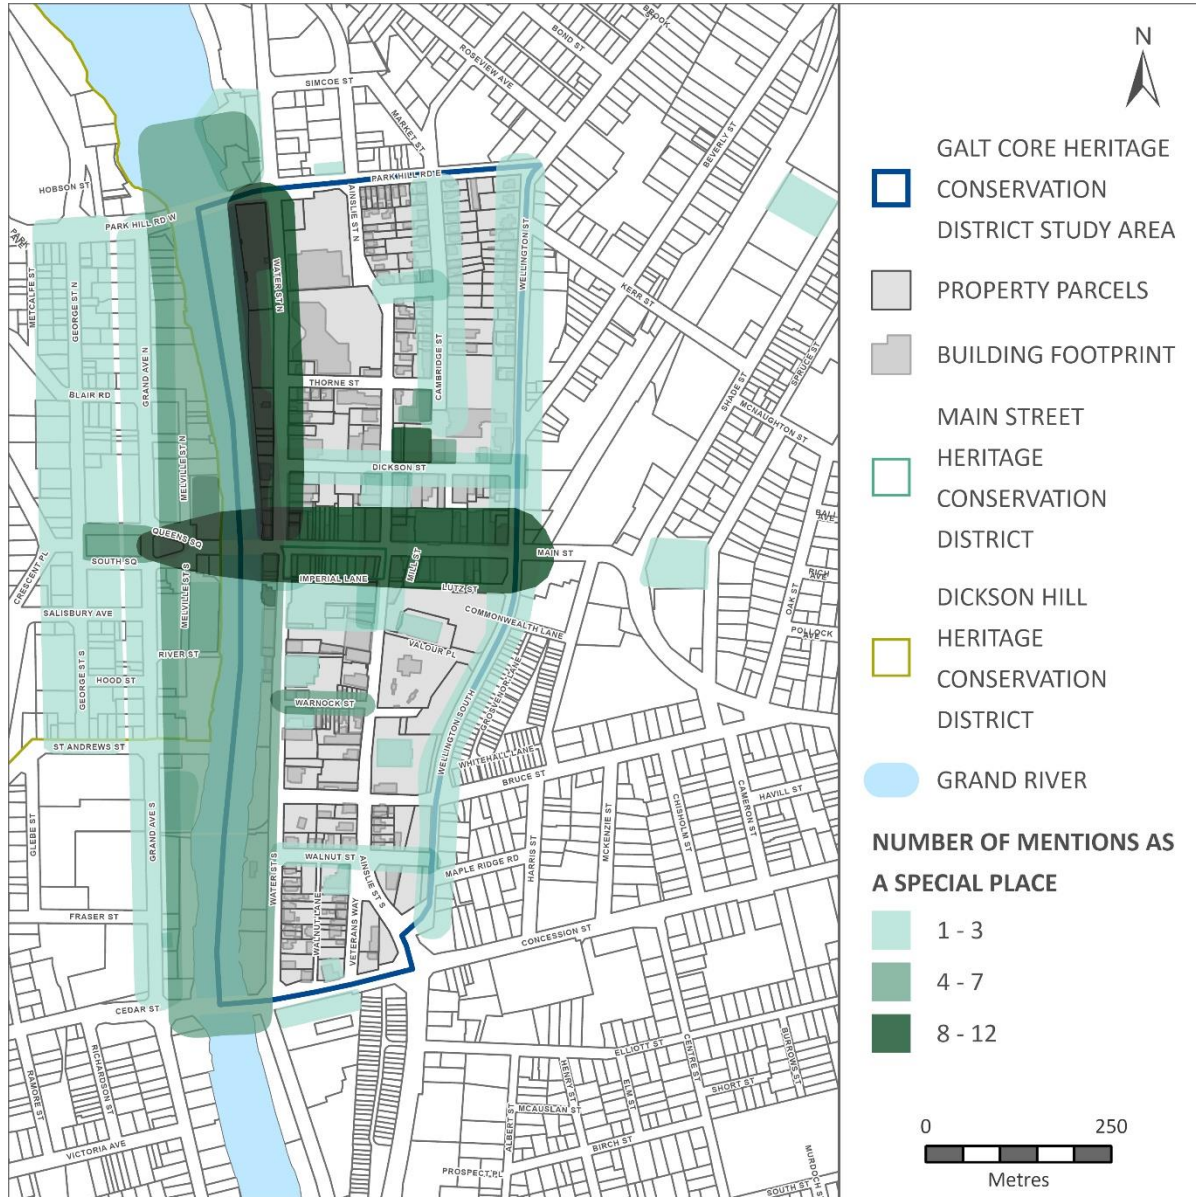 BROOK ST
BOND ST
ROSEVIEW AVE
SIMCOE ST
MARKET ST
BEVERLY ST
HOBSON ST
PARK HILL RD E
AINSLIE ST N
PARK HILL RD W
PARK AVE
WELLINGTON ST
METCALFE ST
GEORGE ST N
WATER ST N
KERR ST
GRAND AVE N
CAMBRIDGE ST
SPRUCE ST
THORNE ST
SHADE ST
BLAIR RD
MCNAUGHTON ST
MELVILLE ST N
DICKSON ST
BALL AVE
QUEENS SQ
MAIN ST
SOUTH SQ
CRESCENT PL
MILL ST
IMPERIAL LANE
LUTZ ST
RICH AVE
MELVILLE ST S
OAK ST
SALISBURY AVE
COMMONWEALTH LANE
POLLOCK AVE
VALOUR PL
RIVER ST
GEORGE ST S
HOOD ST
GROSVENOR LANE
WARNOCK ST
WELLINGTON SOUTH
ST ANDREWS ST
WHITEHALL LANE
BRUCE ST
CAMERON ST
HAVILL ST
CHISHOLM ST
GLEBE ST
GRAND AVE S
MCKENZIE ST
HARRIS ST
WALNUT ST
MAPLE RIDGE RD
WATER ST S
AINSLIE ST S
FRASER ST
WALNUT LANE
VETERANS WAY
CONCESSION ST
CEDAR ST
ELLIOTT ST
RICHARDSON ST
CENTRE ST
BURROWS ST
RAMORE ST
HENRY ST
ELM ST
SHORT ST
MCAUSLAN ST
ALBERT ST
BIRCH ST
VICTORIA AVE
PROSPECT PL
MURDOCH ST
SOUTH ST
N
GALT CORE HERITAGE
CONSERVATION
DISTRICT STUDY AREA
PROPERTY PARCELS
BUILDING FOOTPRINT
MAIN STREET
HERITAGE
CONSERVATION
DISTRICT
DICKSON HILL
HERITAGE
CONSERVATION
DISTRICT
GRAND RIVER
NUMBER OF MENTIONS AS
A SPECIAL PLACE
1 - 3
4 - 7
8 - 12
0 250
Metres